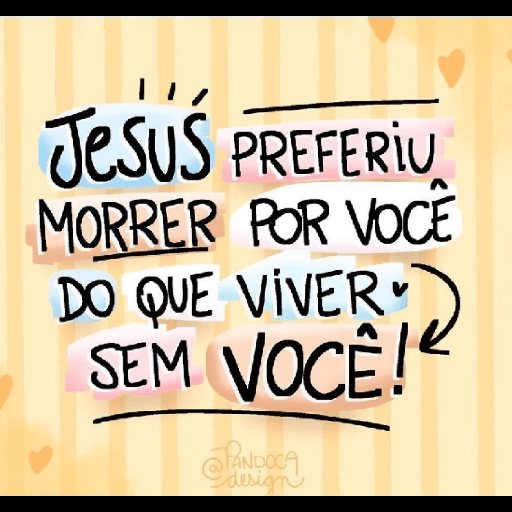 Jesus PREFERIU
MORRER POR VOCÊ
DO QUE VIVER
SEM VOCÊ!
@PANDOCA
design